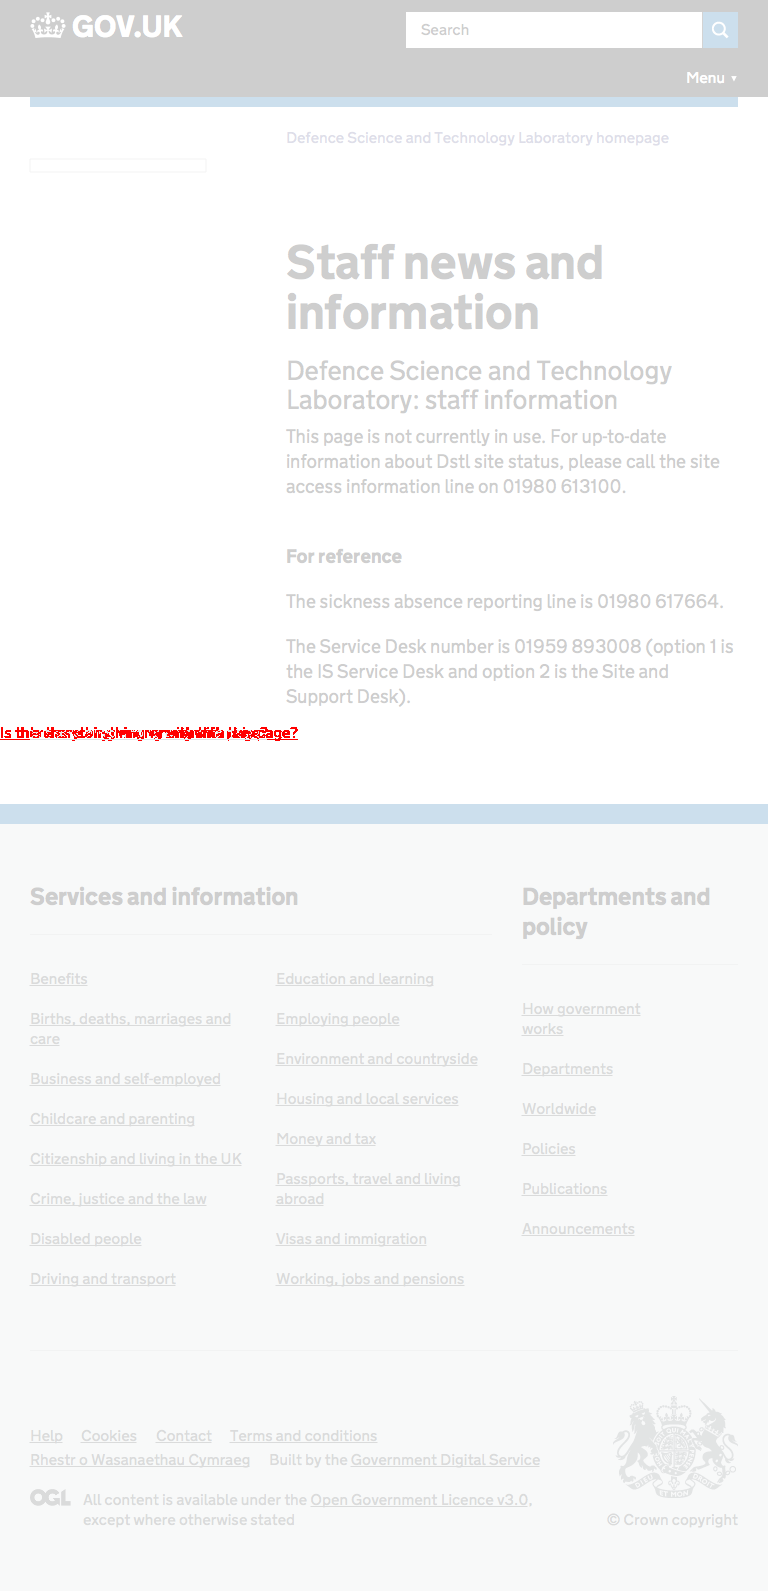 GOV.UK
Search
Menu ▼
Defence Science and Technology Laboratory homepage
Staff news and
information
Defence Science and Technology
Laboratory: staff information
This page is not currently in use. For up-to-date
information about Dstl site status, please call the site
access information line on 01980 613100.
For reference
The sickness absence reporting line is 01980 617664.
The Service Desk number is 01959 893008 (option 1 is
the IS Service Desk and option 2 is the Site and
Support Desk).
Services and information
Departments and
policy
Benefits
Births, deaths, marriages and
care
Business and self-employed
Childcare and parenting
Citizenship and living in the UK
Crime, justice and the law
Disabled people
Driving and transport
Education and learning
Employing people
Environment and countryside
Housing and local services
Money and tax
Passports, travel and living
abroad
Visas and immigration
Working, jobs and pensions
How government
works
Departments
Worldwide
Policies
Publications
Announcements
Help Cookies Contact Terms and conditions
Rhestr o Wasanaethau Cymraeg Built by the Government Digital Service
OGL All content is available under the Open Government Licence v3.0,
except where otherwise stated
© Crown copyright